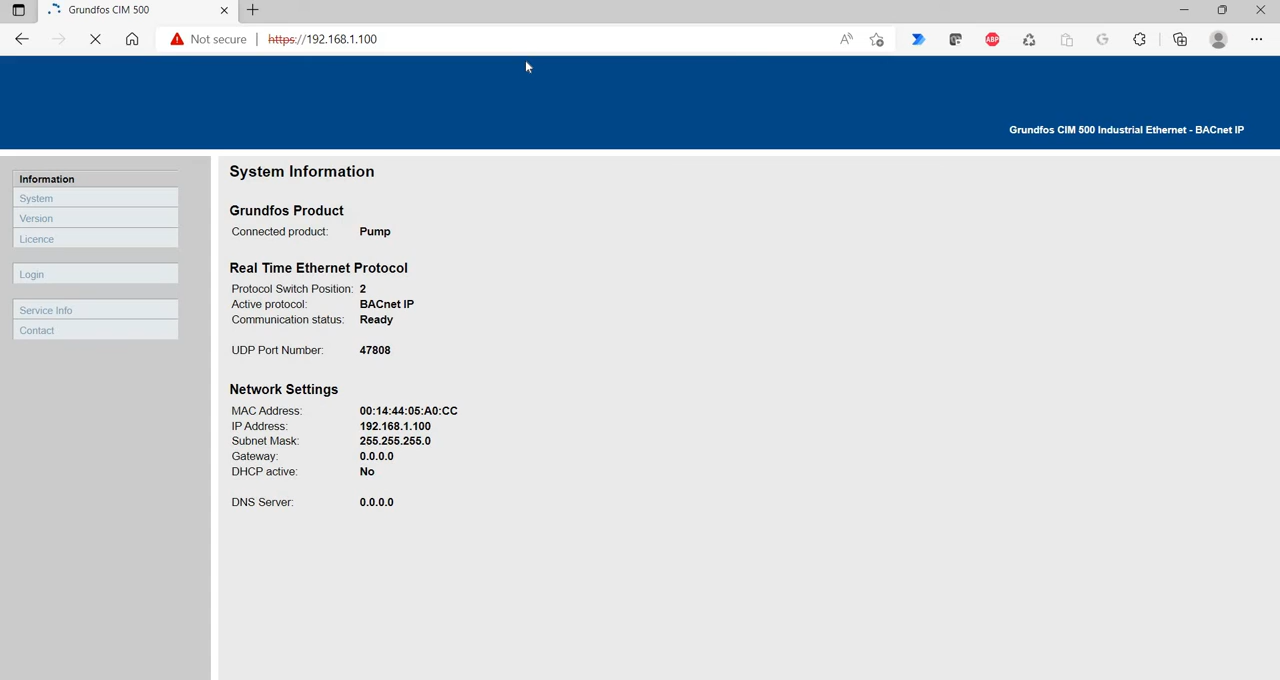 Grundfos CIM 500
Not secure | https://192.168.1.100
ABP
Grundfos CIM 500 Industrial Ethernet - BACnet IP
Information
System
Version
Licence
Login
Service Info
Contact
System Information
Grundfos Product
Connected product: Pump
Real Time Ethernet Protocol
Protocol Switch Position: 2
Active protocol: BACnet IP
Communication status: Ready
UDP Port Number: 47808
Network Settings
MAC Address: 00:14:44:05:A0:CC
IP Address: 192.168.1.100
Subnet Mask: 255.255.255.0
Gateway: 0.0.0.0
DHCP active: No
DNS Server: 0.0.0.0